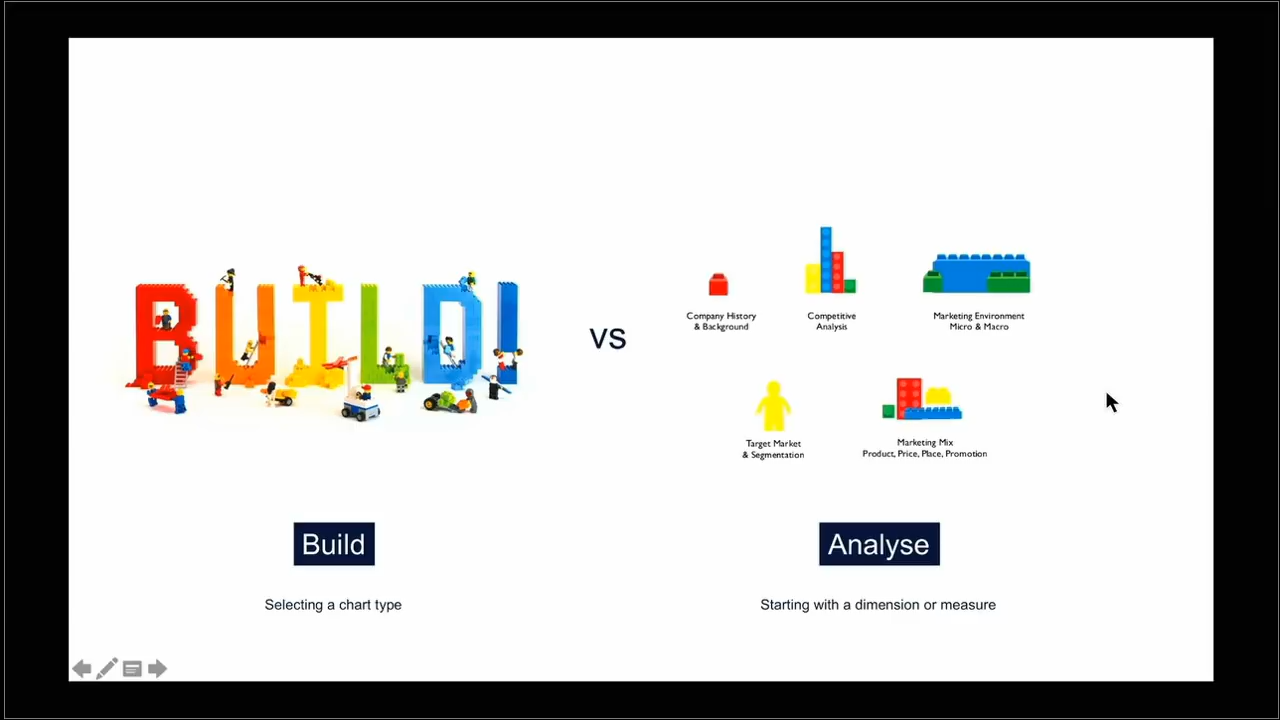 BUILD!
vs
Company History
& Background
Competitive
Analysis
Marketing Environment
Micro & Macro
Target Market
& Segmentation
Marketing Mix
Product, Price, Place, Promotion
Build
Analyse
Selecting a chart type
Starting with a dimension or measure